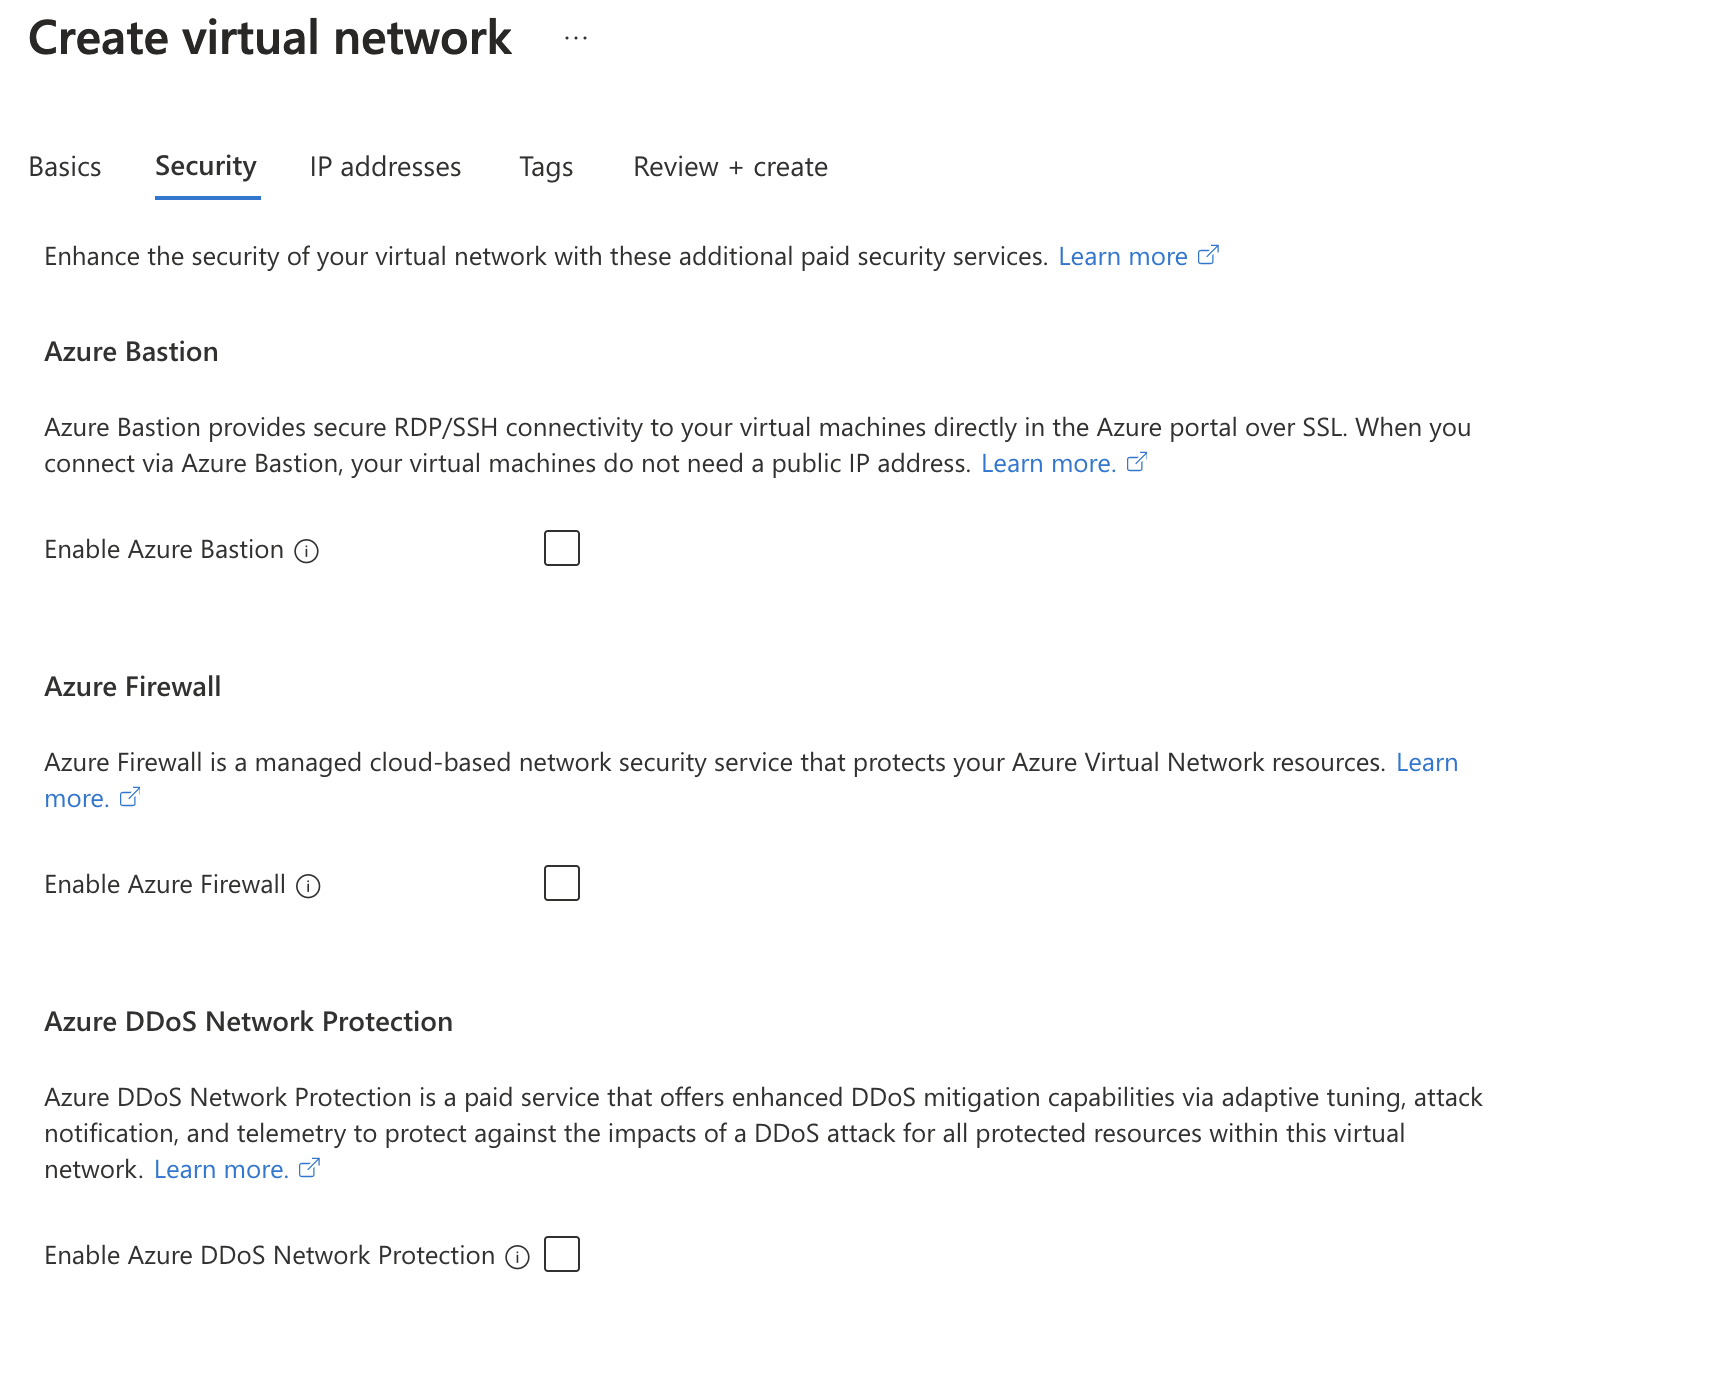 Create virtual network ...
Basics Security IP addresses Tags Review + create
Enhance the security of your virtual network with these additional paid security services. Learn more
Azure Bastion
Azure Bastion provides secure RDP/SSH connectivity to your virtual machines directly in the Azure portal over SSL. When you
connect via Azure Bastion, your virtual machines do not need a public IP address. Learn more.
Enable Azure Bastion
Azure Firewall
Azure Firewall is a managed cloud-based network security service that protects your Azure Virtual Network resources. Learn
more.
Enable Azure Firewall
Azure DDoS Network Protection
Azure DDoS Network Protection is a paid service that offers enhanced DDoS mitigation capabilities via adaptive tuning, attack
notification, and telemetry to protect against the impacts of a DDoS attack for all protected resources within this virtual
network. Learn more.
Enable Azure DDoS Network Protection